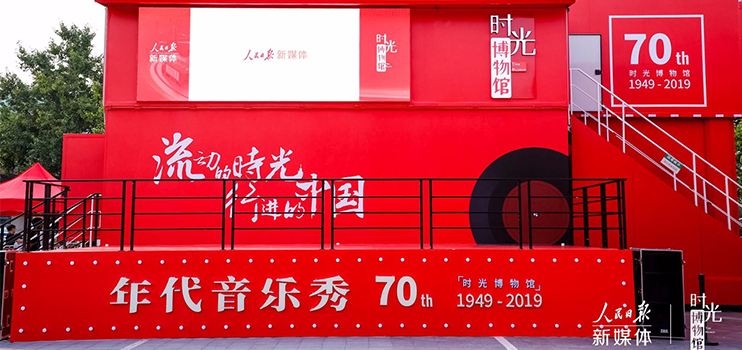 人民日报
新媒体
人民日报 新媒体
时光
博物馆
时光
博物馆
70th
时光博物馆
1949-2019
流动的時光
行进的中国
年代音乐秀 70th
「时光博物馆」
1949-2019
人民日报
新媒体
时光
博物馆